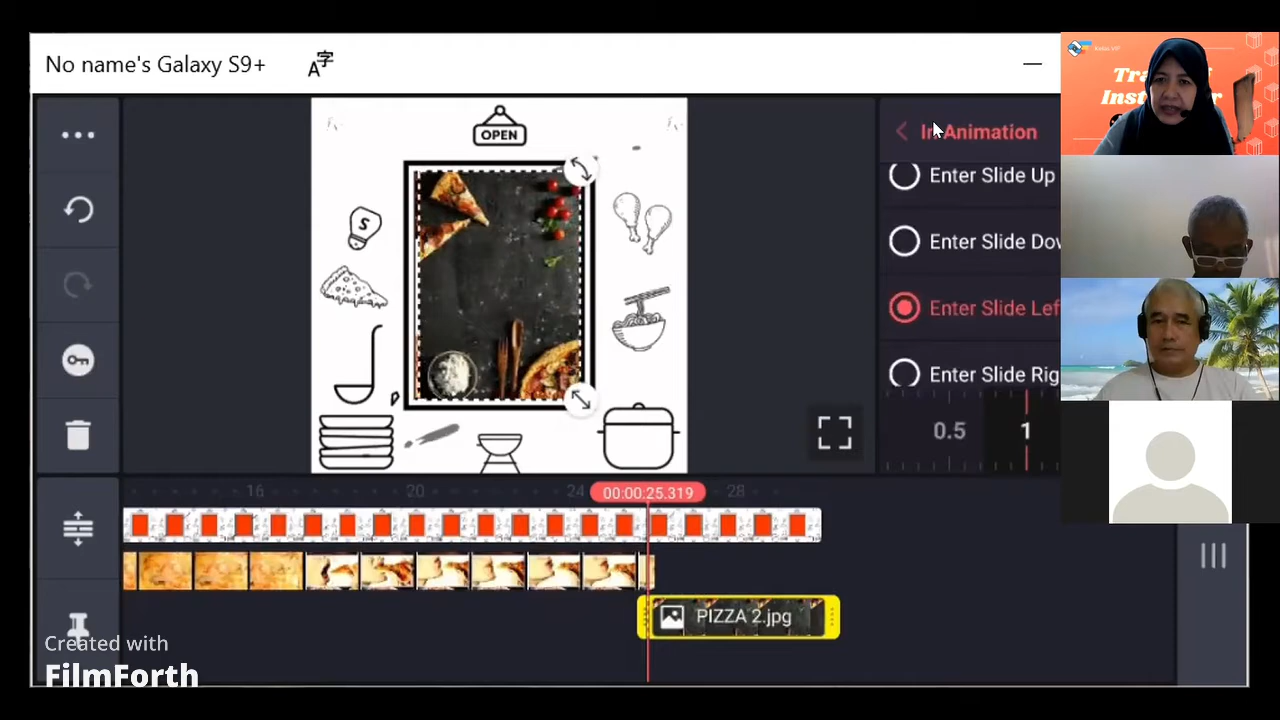 No name's Galaxy S9+
OPEN
S
In Animation
Enter Slide Up
Enter Slide Dov
Enter Slide Lef
Enter Slide Rig
0.5
1
16
20
24
00:00:25.319
28
PIZZA 2.jpg
Created with
FilmForth